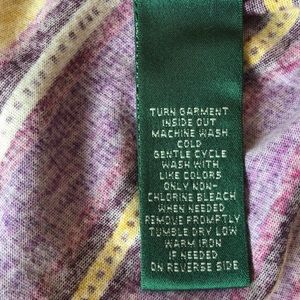 TURN GARMENT
INSIDE OUT
MACHINE WASH
COLD
GENTLE CYCLE
WASH WITH
LIKE COLORS
ONLY NON-
CHLORINE BLEACH
WHEN NEEDED
REMOVE PROMPTLY
TUMBLE DRY LOW
WARM IRON
IF NEEDED
ON REVERSE SIDE